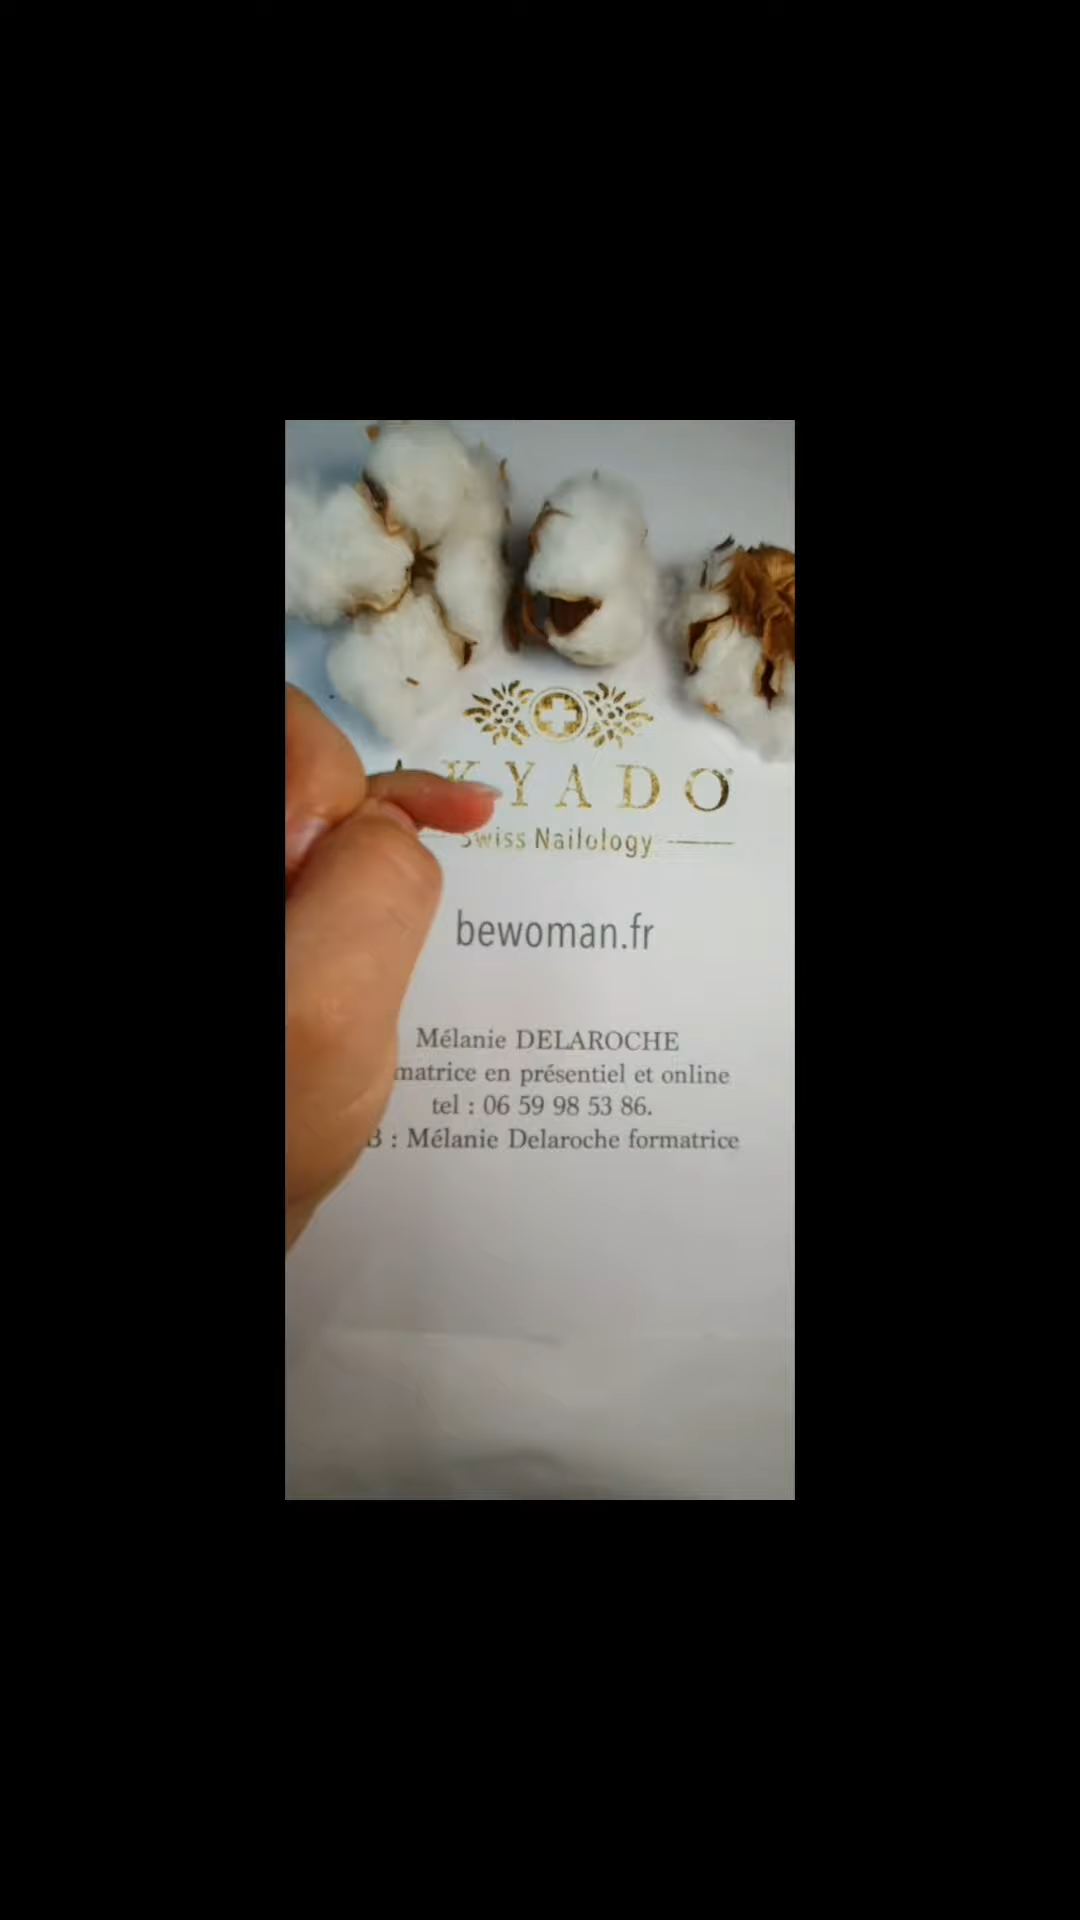 AKYADO
Swiss Nailology
bewoman.fr
Mélanie DELAROCHE
matrice en présentiel et online
tel : 06 59 98 53 86.
B : Mélanie Delaroche formatrice